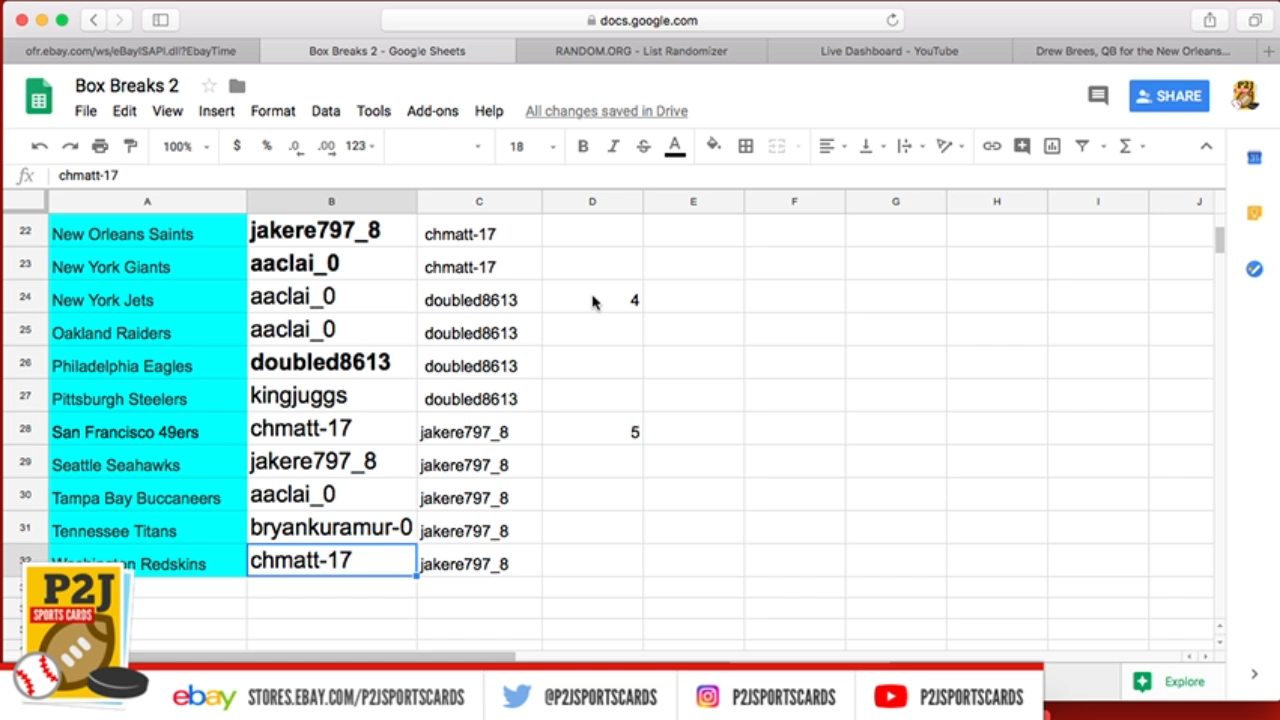 docs.google.com
ofr.ebay.com/ws/eBayISAPI.dll?EbayTime
Box Breaks 2 - Google Sheets
RANDOM.ORG - List Randomizer
Live Dashboard - YouTube
Drew Brees, QB for the New Orleans...
Box Breaks 2
File Edit View Insert Format Data Tools Add-ons Help All changes saved in Drive
SHARE
100% $ % .0 .00 123 18 B I S A
fx chmatt-17
A B C D E F G H I J
22 New Orleans Saints jakere797_8 chmatt-17
23 New York Giants aaclai_0 chmatt-17
24 New York Jets aaclai_0 doubled8613 4
25 Oakland Raiders aaclai_0 doubled8613
26 Philadelphia Eagles doubled8613 doubled8613
27 Pittsburgh Steelers kingjuggs doubled8613
28 San Francisco 49ers chmatt-17 jakere797_8 5
29 Seattle Seahawks jakere797_8 jakere797_8
30 Tampa Bay Buccaneers aaclai_0 jakere797_8
31 Tennessee Titans bryankuramur-0 jakere797_8
32 Washington Redskins chmatt-17 jakere797_8
P2J
SPORTS CARDS
Explore
ebay STORES.EBAY.COM/P2JSPORTSCARDS @P2JSPORTSCARDS P2JSPORTSCARDS P2JSPORTSCARDS